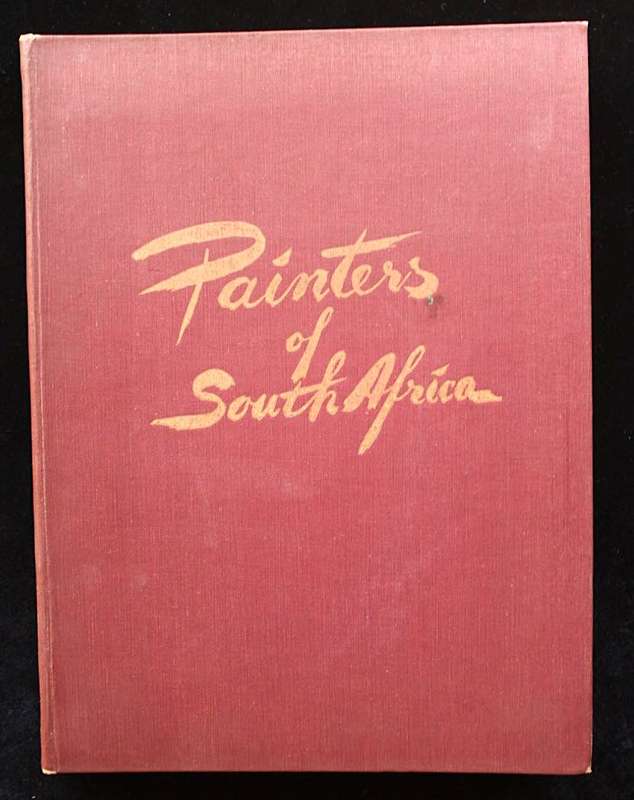 Painters
of
South Africa